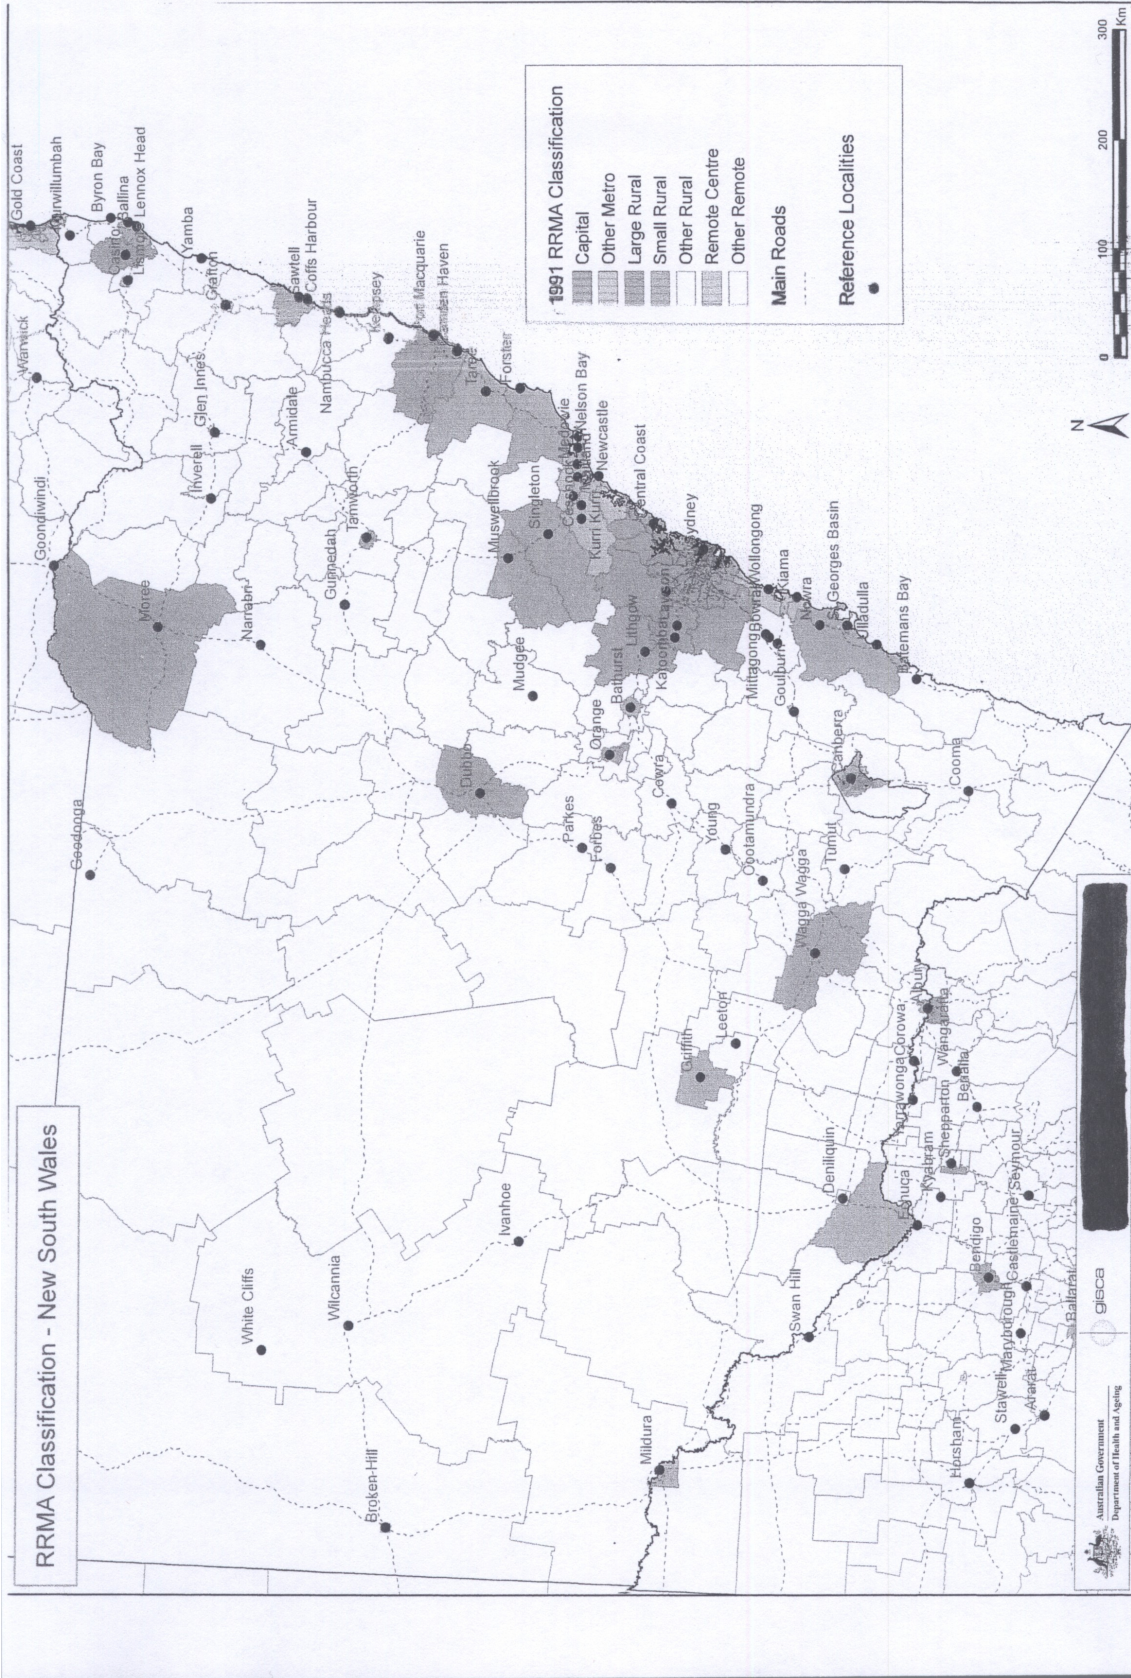 RRMA Classification - New South Wales
Gold Coast
Byron Bay
Ballina
Lennox Head
Yamba
Grafton
Sawtell
Coffs Harbour
Nambucca Heads
Kempsey
Port Macquarie
Taree
Forster
Warwick
Glen Innes
Inverell
Armidale
Goondiwindi
Tamworth
Gunnedah
Moree
Narrabri
Muswellbrook
Singleton
Medowie
Nelson Bay
Kurri Kurri
Newcastle
Central Coast
Sydney
Mudgee
Lithgow
Bathurst
Orange
Katoomba
Lawson
Mittagong
Bowral
Wollongong
Kiama
Goulburn
Nowra
St Georges Basin
Ulladulla
Batemans Bay
Canberra
Cooma
Cowra
Dubbo
Goodooga
Parkes
Forbes
Young
Cootamundra
Tumut
Wagga Wagga
Griffith
Leeton
Albury
Corowa
Wangaratta
Yarrawonga
Benalla
Shepparton
Kyabram
Echuca
Seymour
Deniliquin
Ivanhoe
White Cliffs
Wilcannia
Broken Hill
Mildura
Swan Hill
Bendigo
Castlemaine
Maryborough
Ballarat
Stawell
Ararat
Horsham
1991 RRMA Classification
Capital
Other Metro
Large Rural
Small Rural
Other Rural
Remote Centre
Other Remote
Main Roads
Reference Localities
N
0 100 200 300
Km
Australian Government
Department of Health and Ageing
gisca